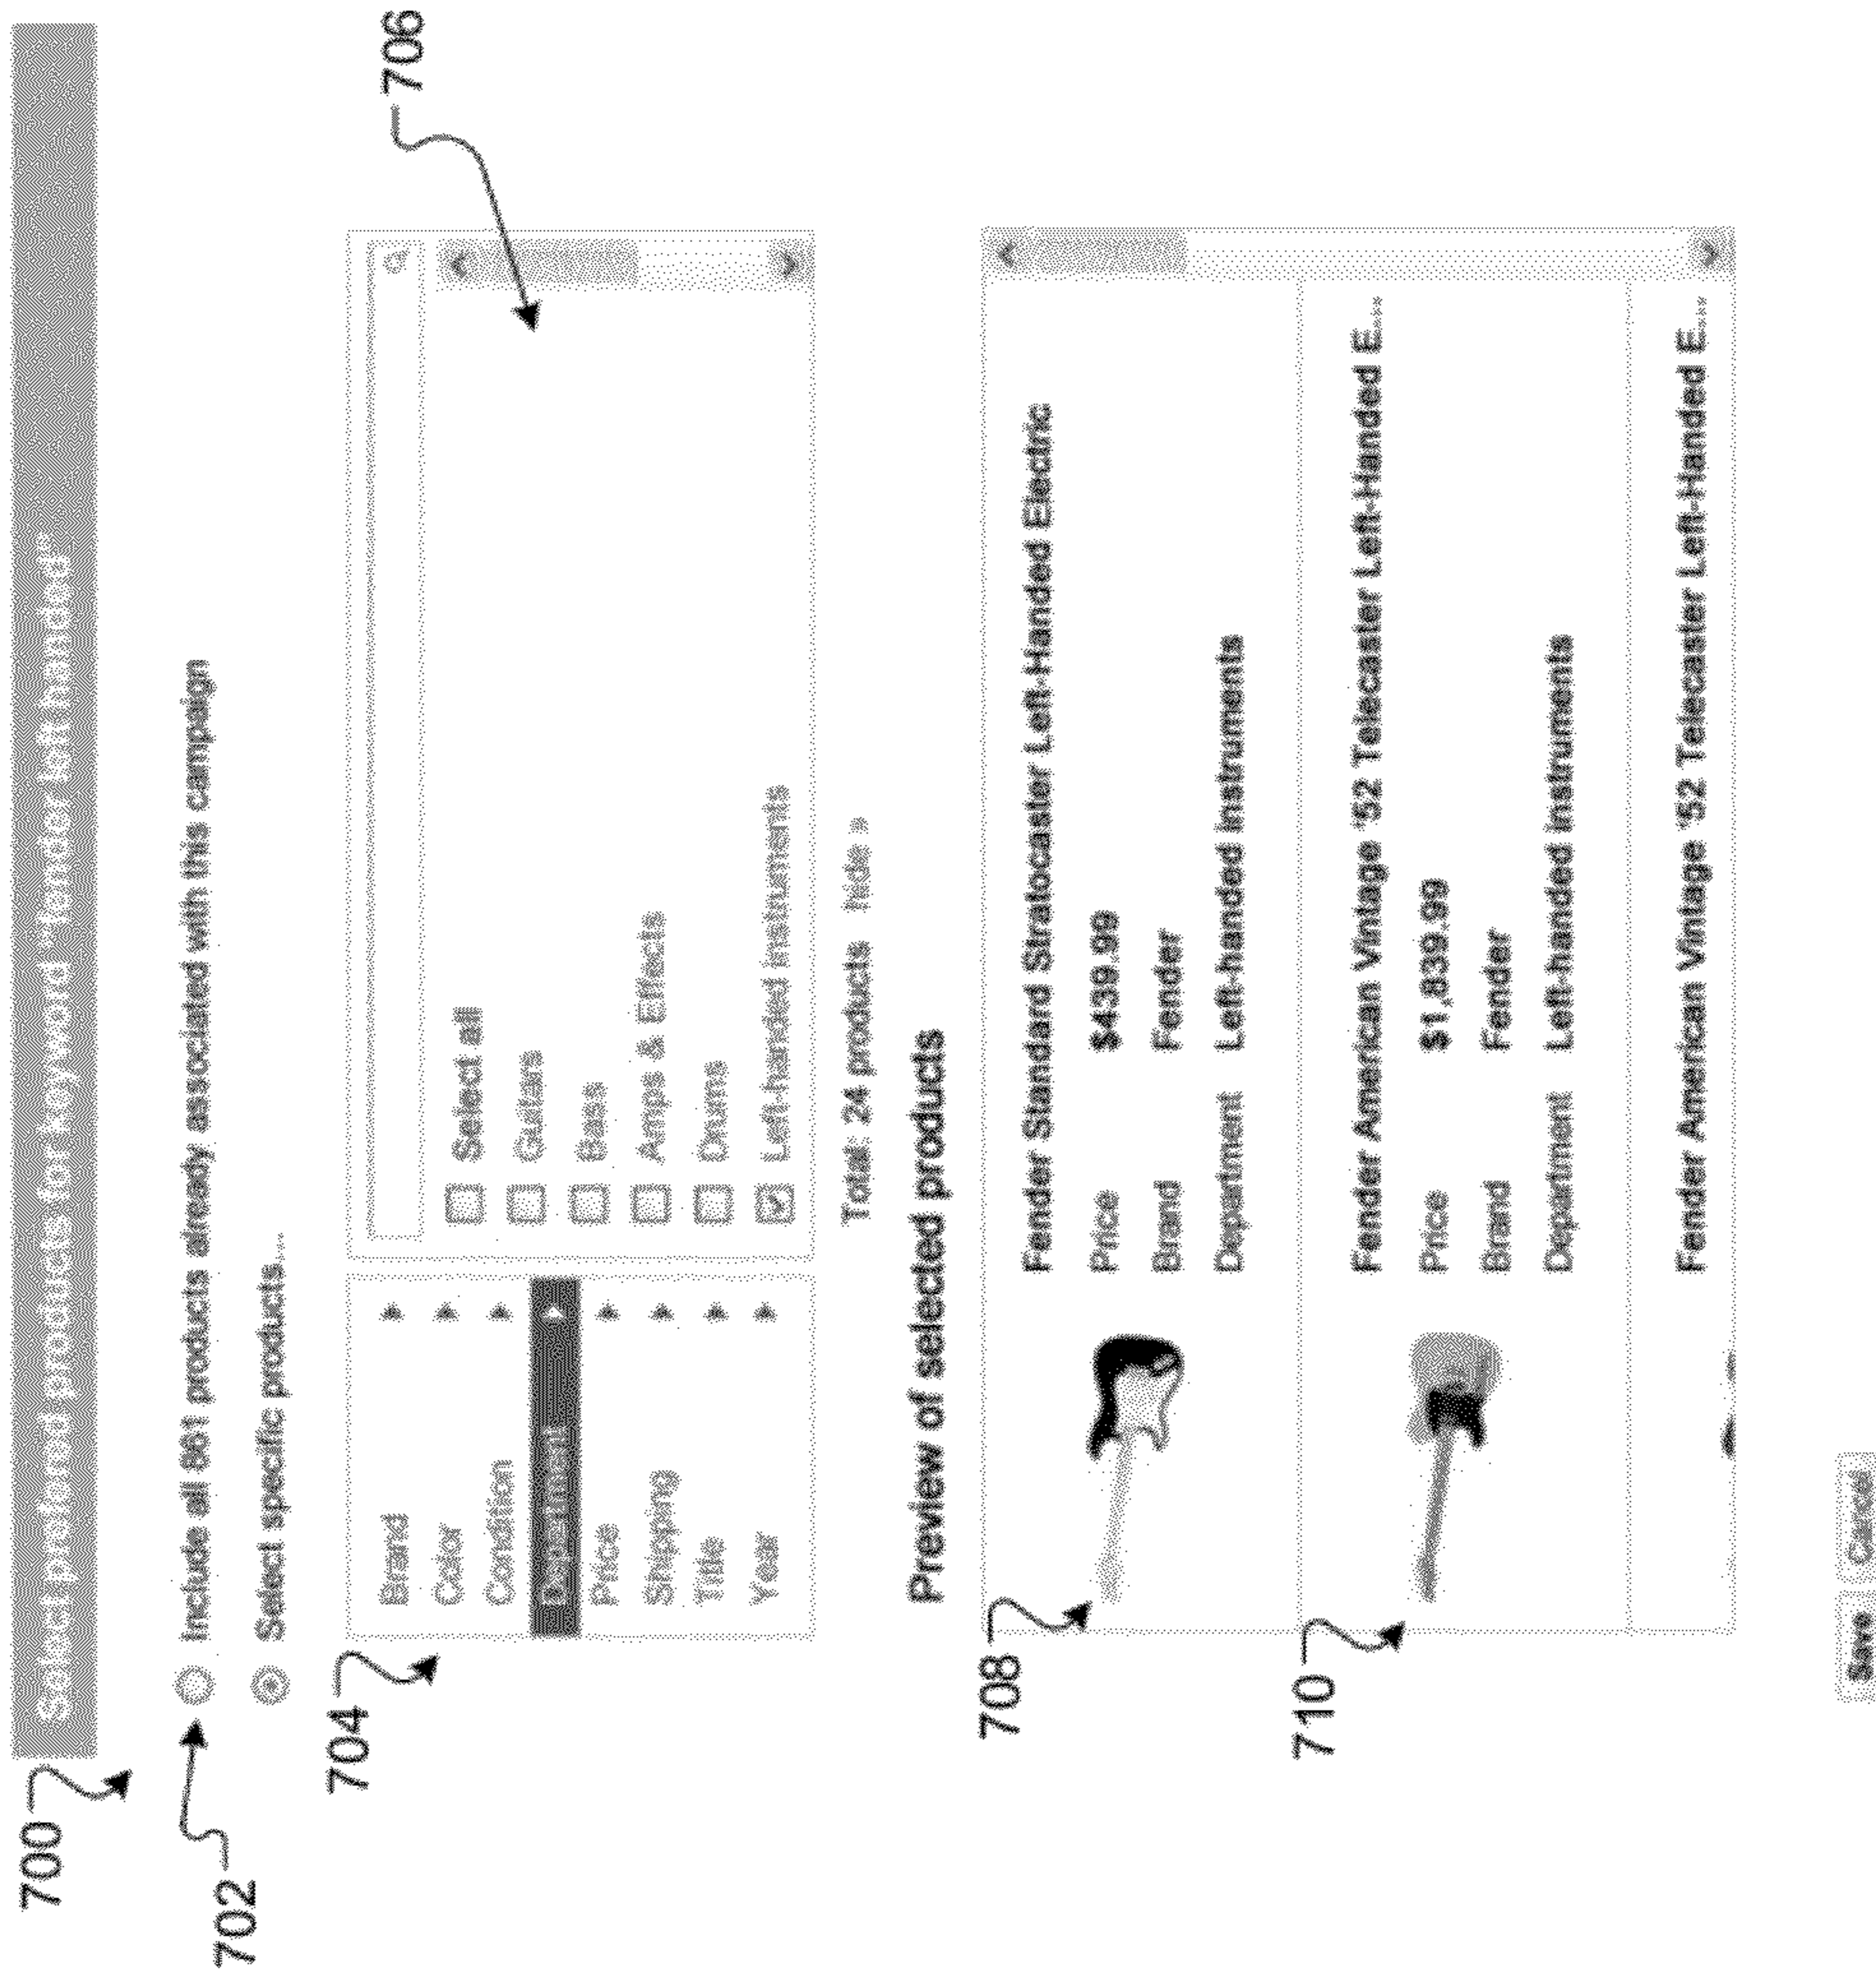 700
Select preferred products for keyword "fender left handed"
702
Include all 861 products already associated with this campaign
Select specific products...
704
706
Brand
Color
Condition
Department
Price
Shipping
Title
Year
Select all
Guitars
Bass
Amps & Effects
Drums
Left-handed instruments
Total: 24 products hide »
Preview of selected products
708
Fender Standard Stratocaster Left-Handed Electric
Price $439.99
Brand Fender
Department Left-handed instruments
710
Fender American Vintage '52 Telecaster Left-Handed E...
Price $1,839.99
Brand Fender
Department Left-handed instruments
Fender American Vintage '52 Telecaster Left-Handed E...
Save Cancel